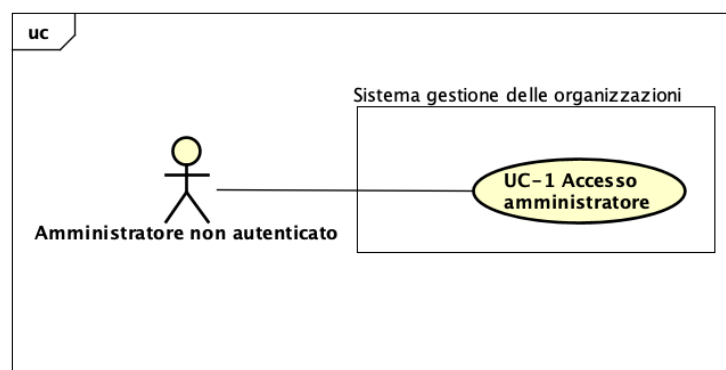 uc
Sistema gestione delle organizzazioni
UC-1 Accesso
amministratore
Amministratore non autenticato